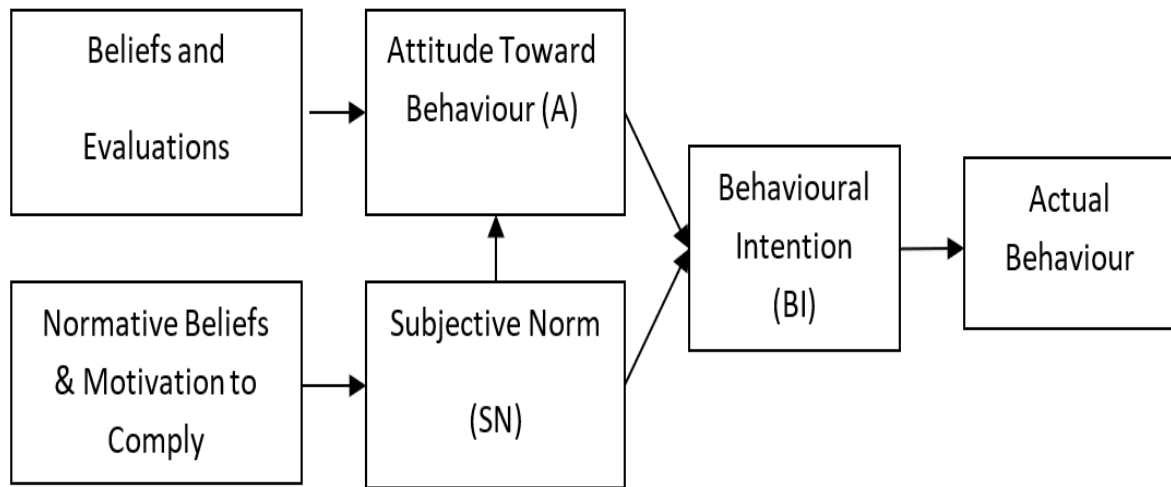 Beliefs and
Evaluations
Attitude Toward
Behaviour (A)
Normative Beliefs
& Motivation to
Comply
Subjective Norm
(SN)
Behavioural
Intention
(BI)
Actual
Behaviour